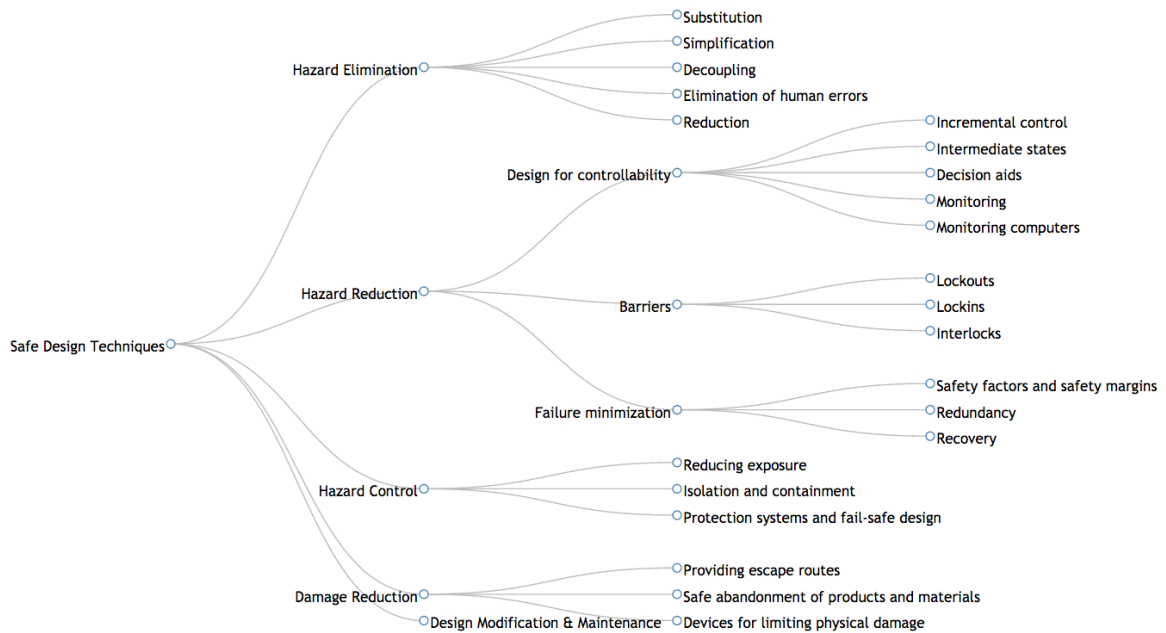 Safe Design Techniques
Hazard Elimination
Substitution
Simplification
Decoupling
Elimination of human errors
Reduction
Hazard Reduction
Design for controllability
Incremental control
Intermediate states
Decision aids
Monitoring
Monitoring computers
Barriers
Lockouts
Lockins
Interlocks
Failure minimization
Safety factors and safety margins
Redundancy
Recovery
Hazard Control
Reducing exposure
Isolation and containment
Protection systems and fail-safe design
Damage Reduction
Providing escape routes
Safe abandonment of products and materials
Devices for limiting physical damage
Design Modification & Maintenance